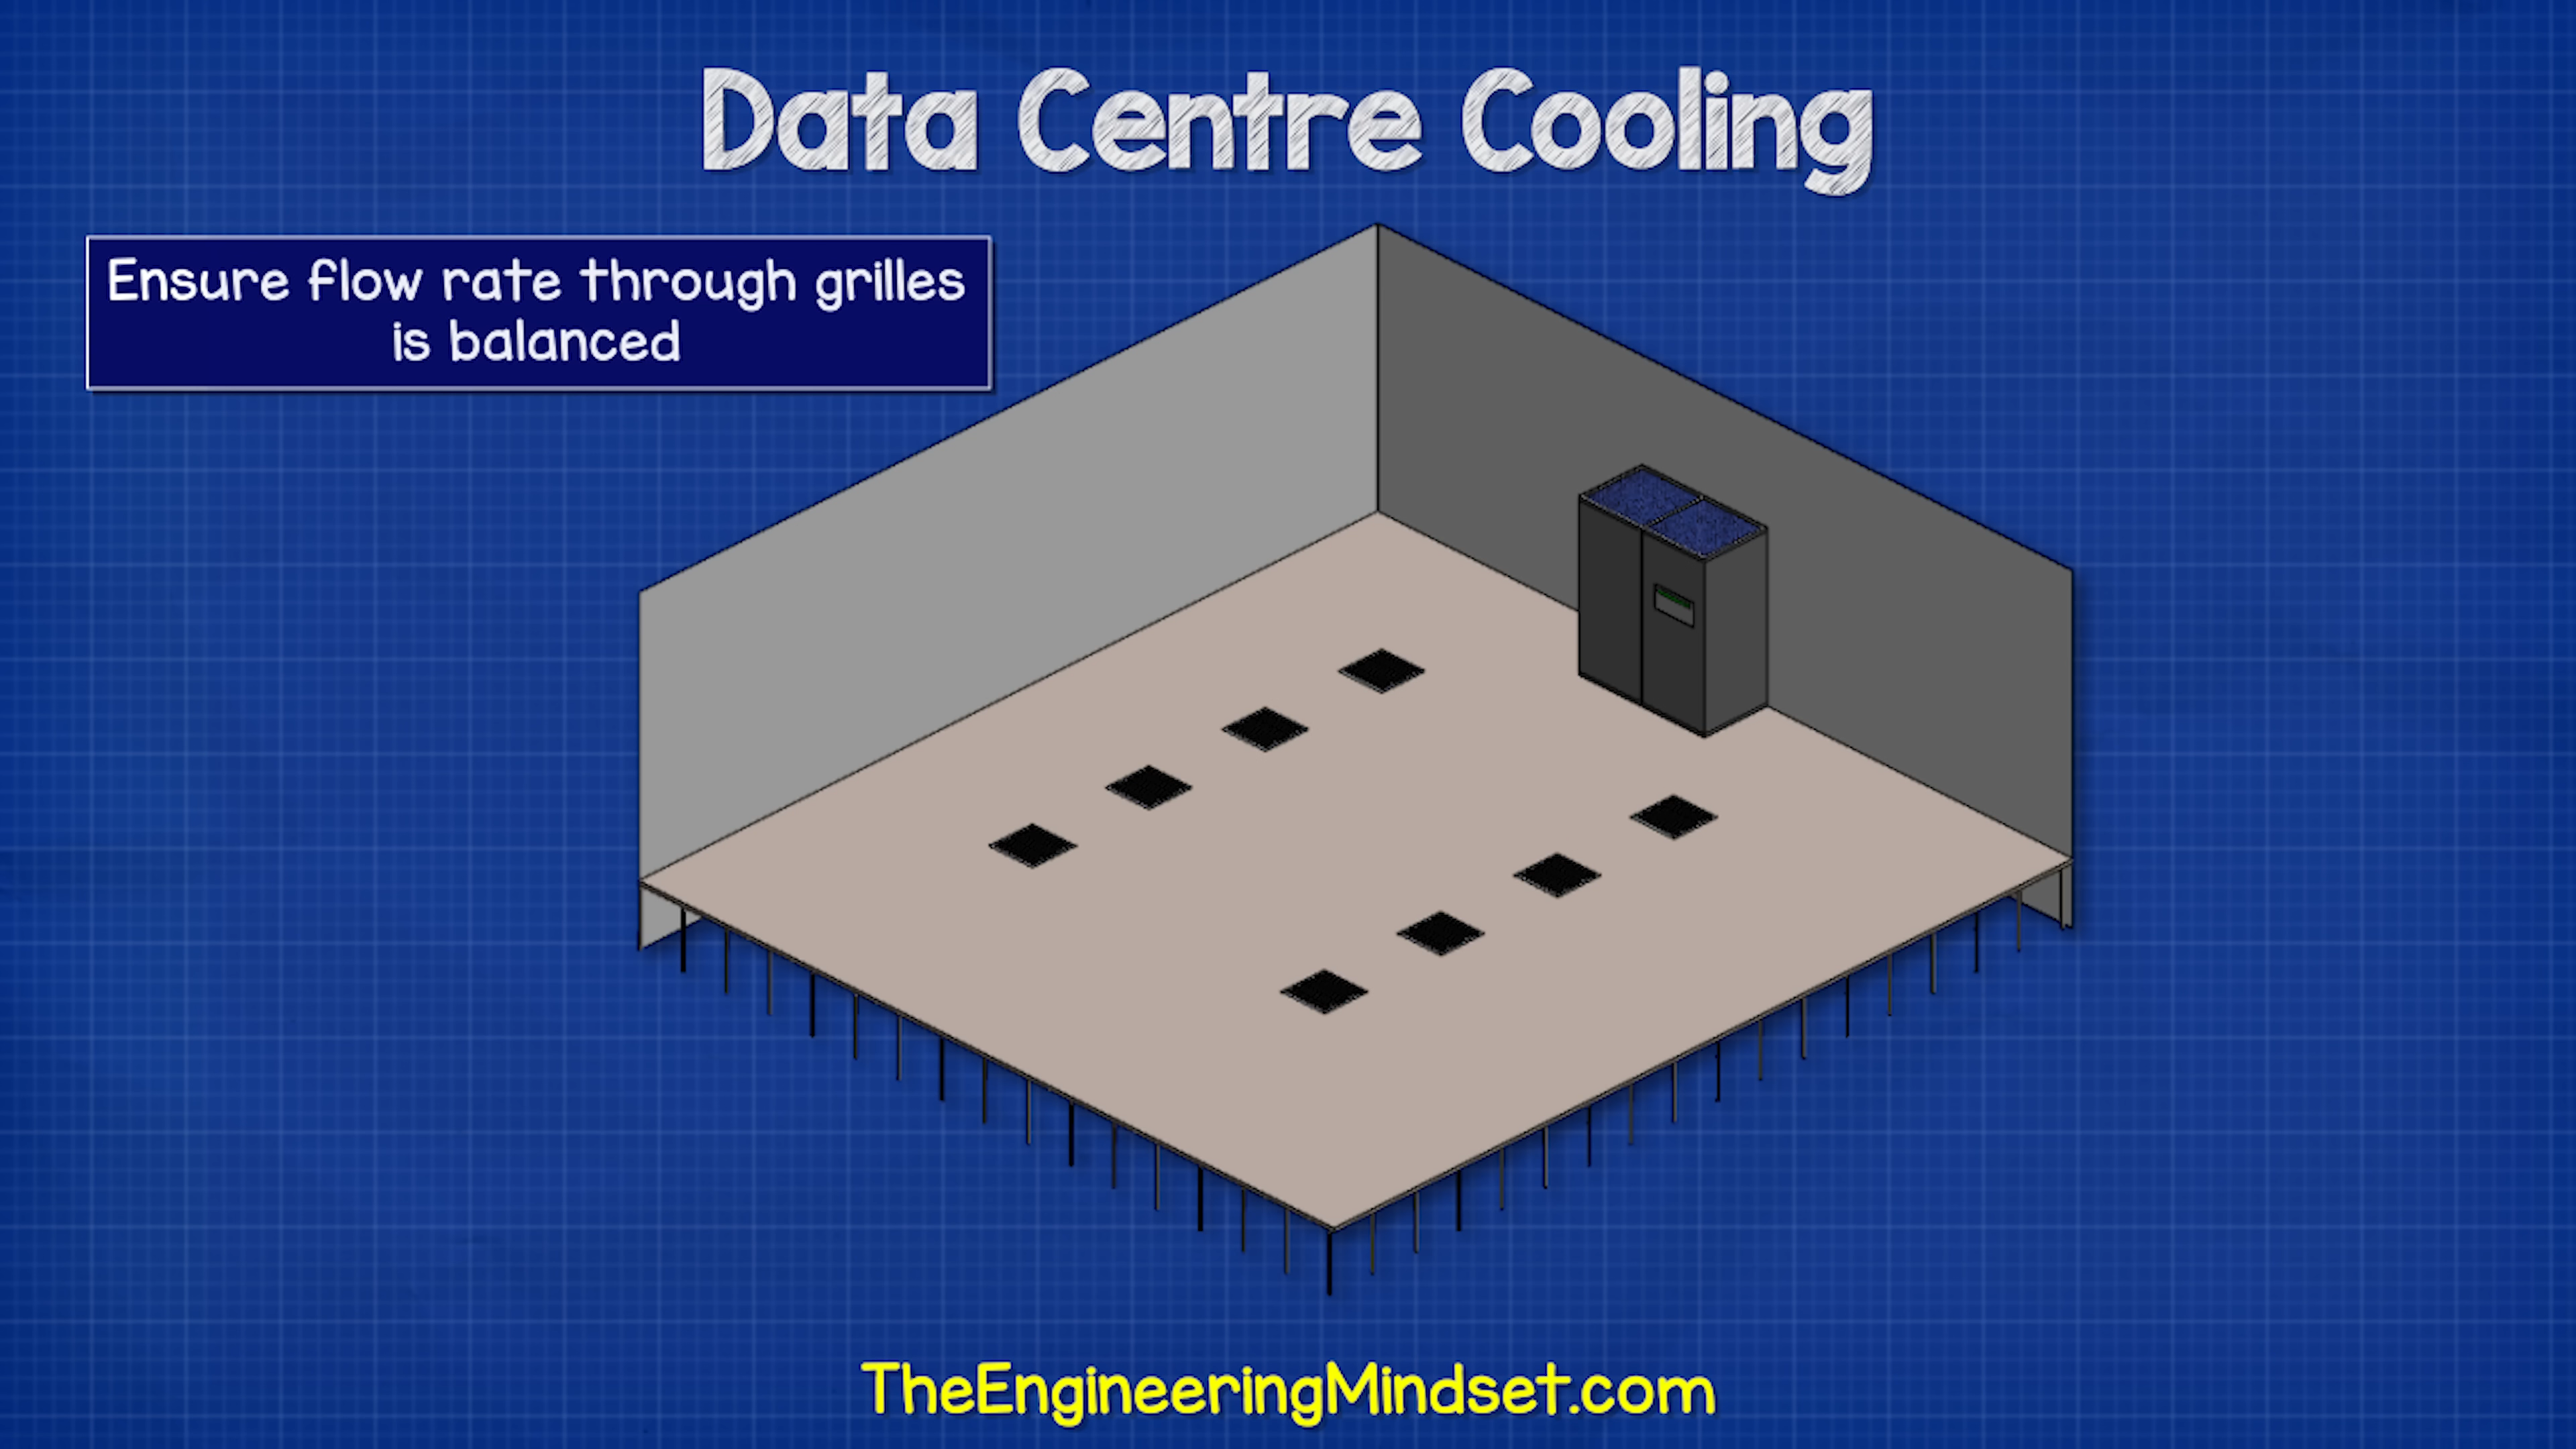 Data Centre Cooling
Ensure flow rate through grilles
is balanced
TheEngineeringMindset.com